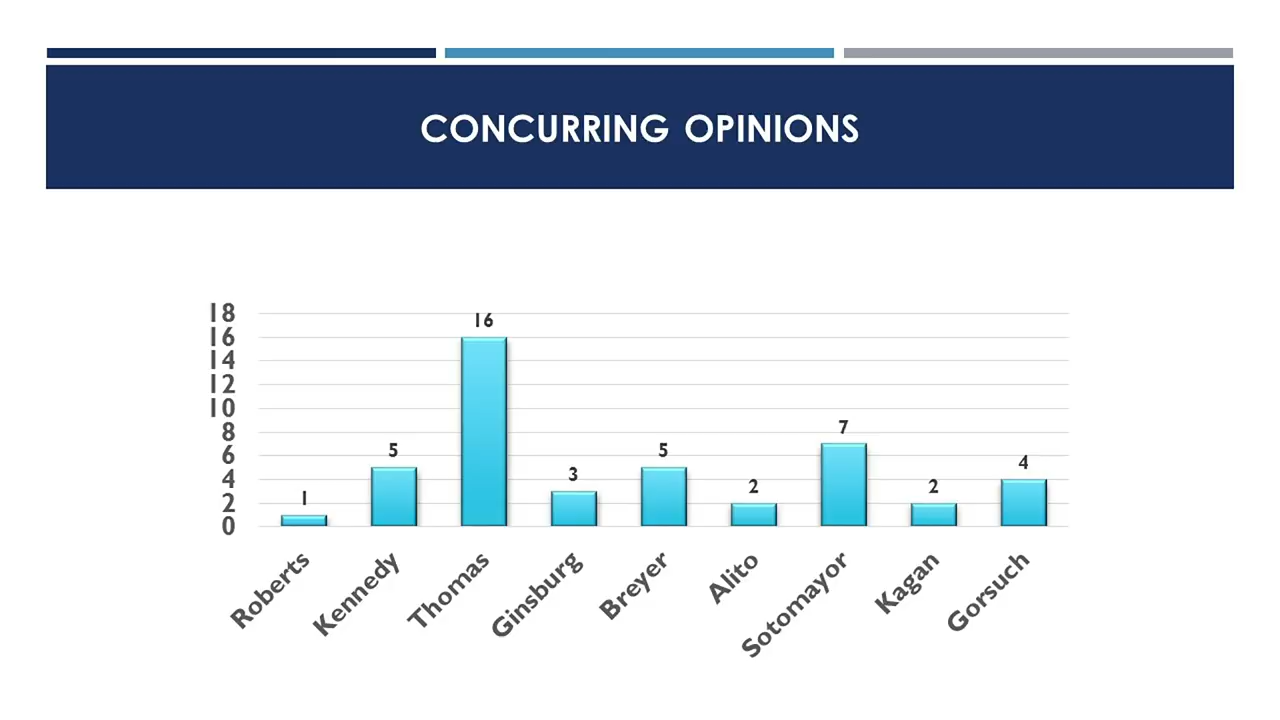 CONCURRING OPINIONS
18
16
14
12
10
8
6
4
2
0
1
5
16
3
5
2
7
2
4
Roberts
Kennedy
Thomas
Ginsburg
Breyer
Alito
Sotomayor
Kagan
Gorsuch